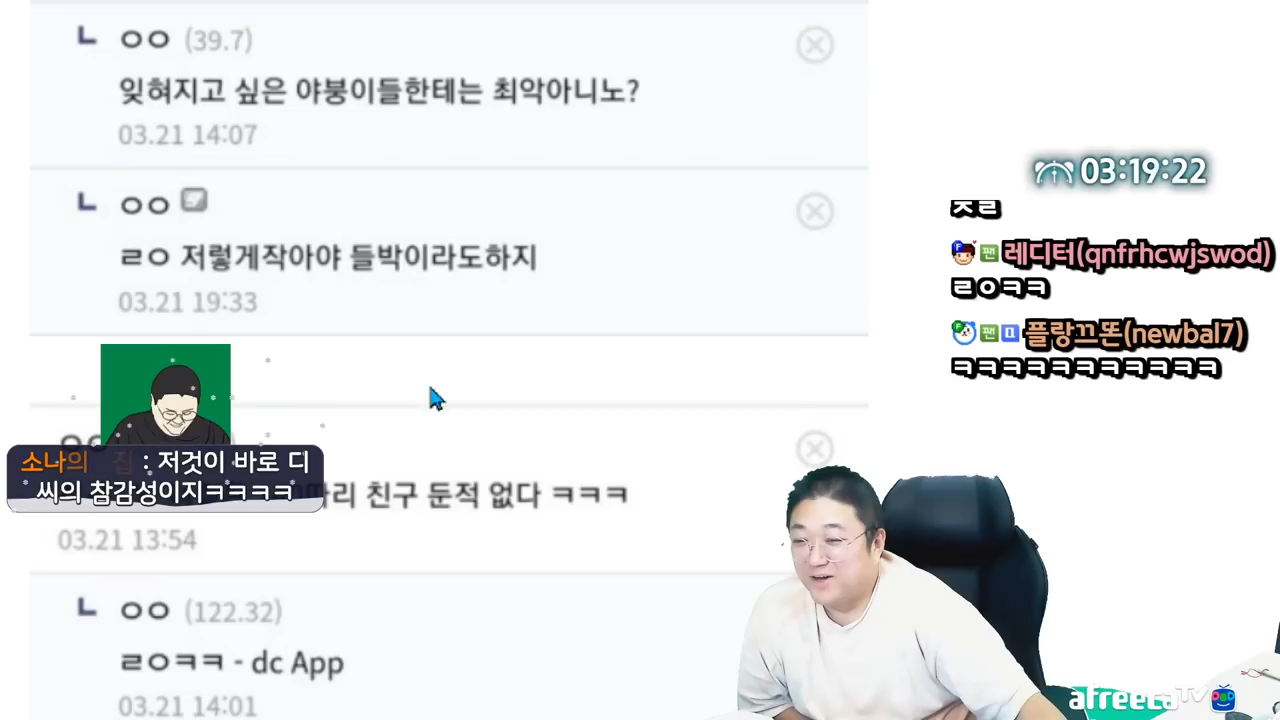 ㄴ ㅇㅇ (39.7)
잊혀지고 싶은 야붕이들한테는 최악아니노?
03.21 14:07
ㄴ ㅇㅇ
ㄹㅇ 저렇게작아야 들박이라도하지
03.21 19:33
따리 친구 둔적 없다 ㅋㅋㅋ
03.21 13:54
ㄴ ㅇㅇ (122.32)
ㄹㅇㅋㅋ - dc App
03.21 14:01
소나의 집 : 저것이 바로 디
씨의 참감성이지ㅋㅋㅋㅋ
03:19:22
ㅈㄹ
F 팬 레디터(qnfrhcwjswod)
ㄹㅇㅋㅋ
F 팬 플랑끄똔(newbal7)
ㅋㅋㅋㅋㅋㅋㅋㅋㅋㅋㅋ
afreecaTV